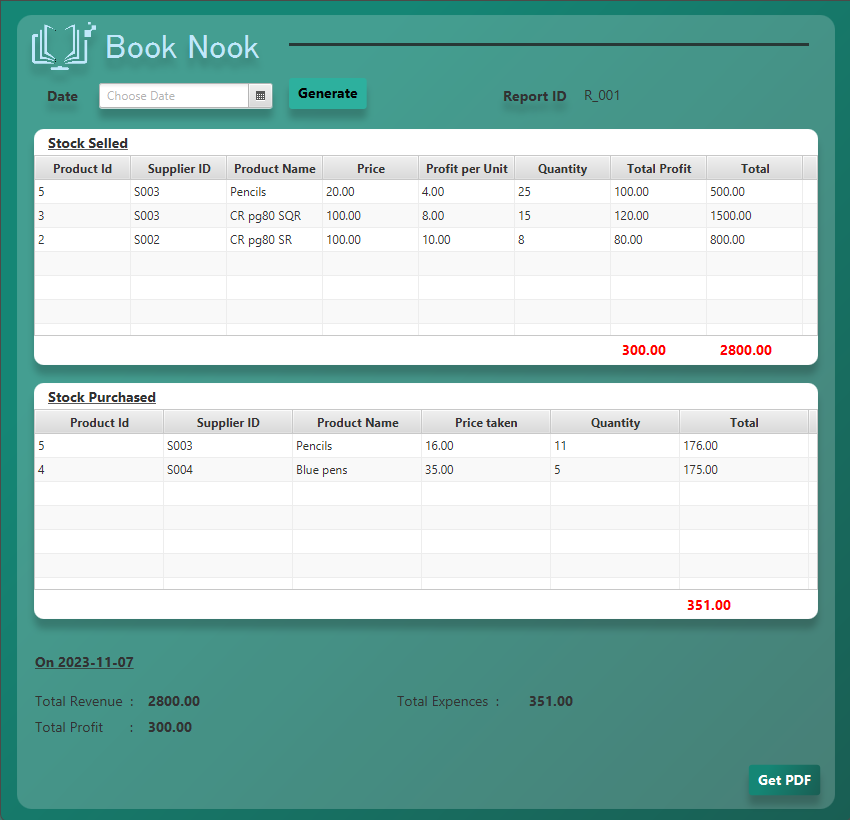 Book Nook
Date Choose Date Generate Report ID R_001
Stock Selled
Product Id Supplier ID Product Name Price Profit per Unit Quantity Total Profit Total
5 S003 Pencils 20.00 4.00 25 100.00 500.00
3 S003 CR pg80 SQR 100.00 8.00 15 120.00 1500.00
2 S002 CR pg80 SR 100.00 10.00 8 80.00 800.00
300.00 2800.00
Stock Purchased
Product Id Supplier ID Product Name Price taken Quantity Total
5 S003 Pencils 16.00 11 176.00
4 S004 Blue pens 35.00 5 175.00
351.00
On 2023-11-07
Total Revenue : 2800.00 Total Expences : 351.00
Total Profit : 300.00
Get PDF